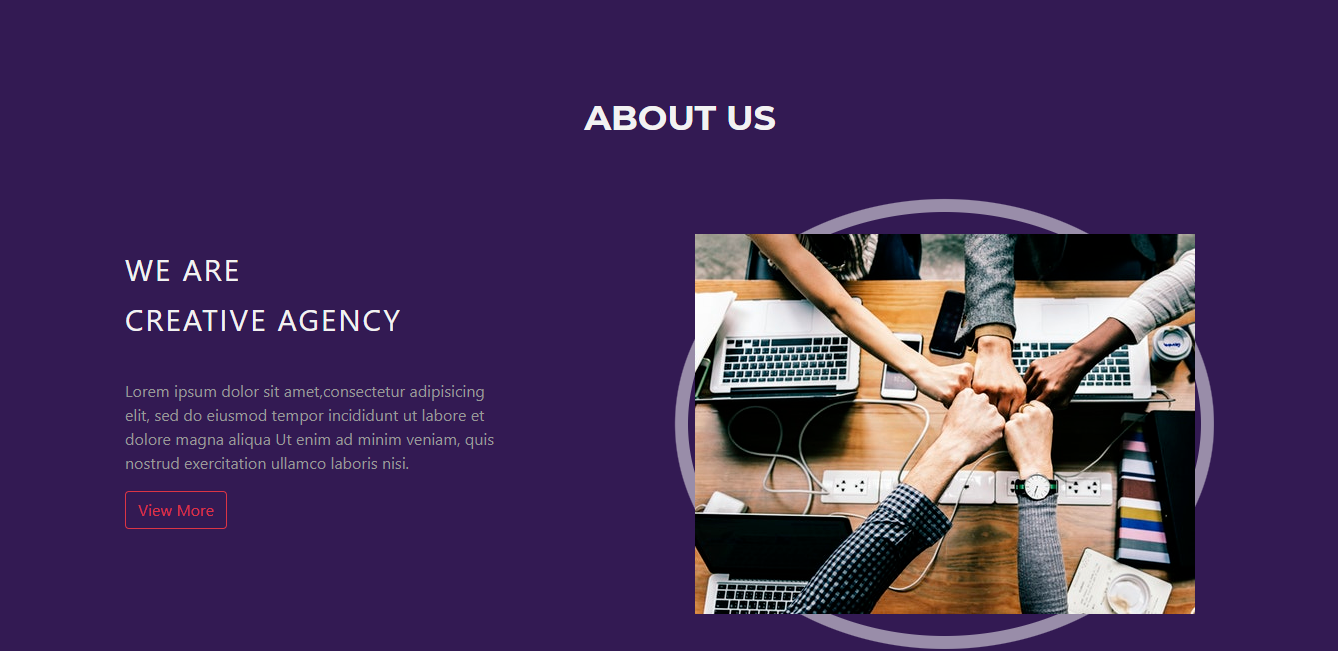 ABOUT US
WE ARE
CREATIVE AGENCY
Lorem ipsum dolor sit amet,consectetur adipisicing
elit, sed do eiusmod tempor incididunt ut labore et
dolore magna aliqua Ut enim ad minim veniam, quis
nostrud exercitation ullamco laboris nisi.
View More